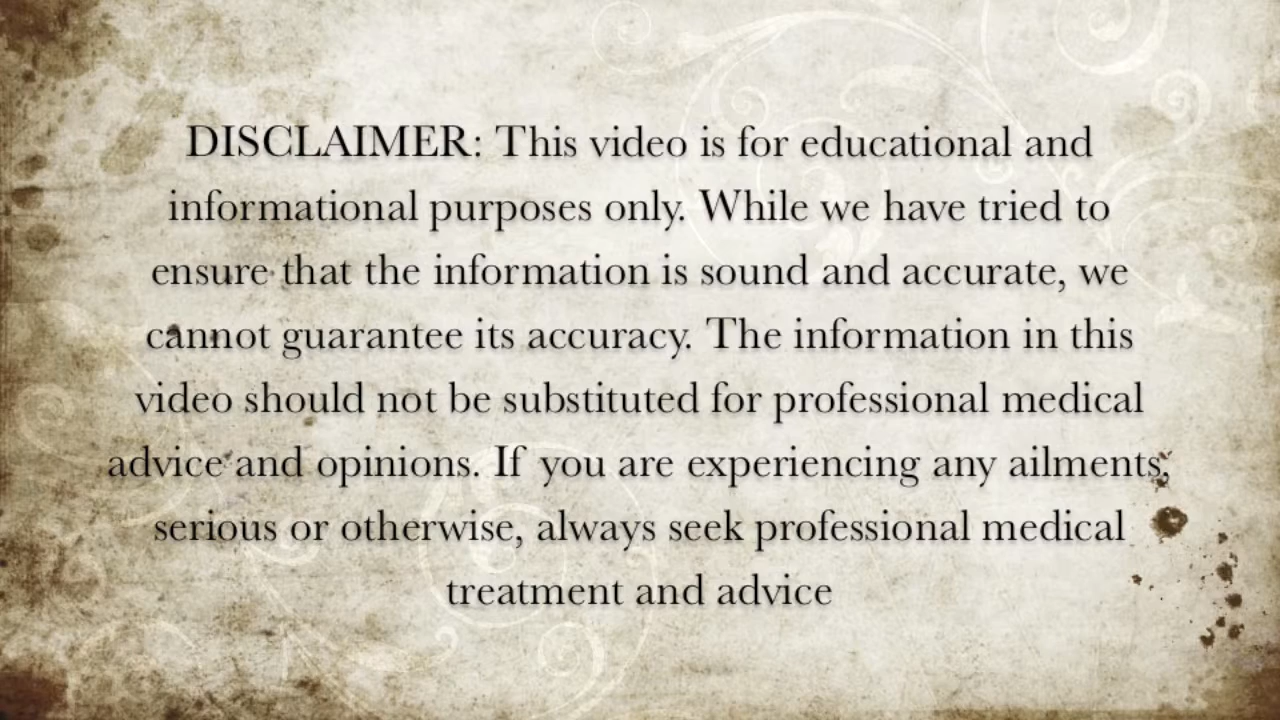 DISCLAIMER: This video is for educational and
informational purposes only. While we have tried to
ensure that the information is sound and accurate, we
cannot guarantee its accuracy. The information in this
video should not be substituted for professional medical
advice and opinions. If you are experiencing any ailments,
serious or otherwise, always seek professional medical
treatment and advice